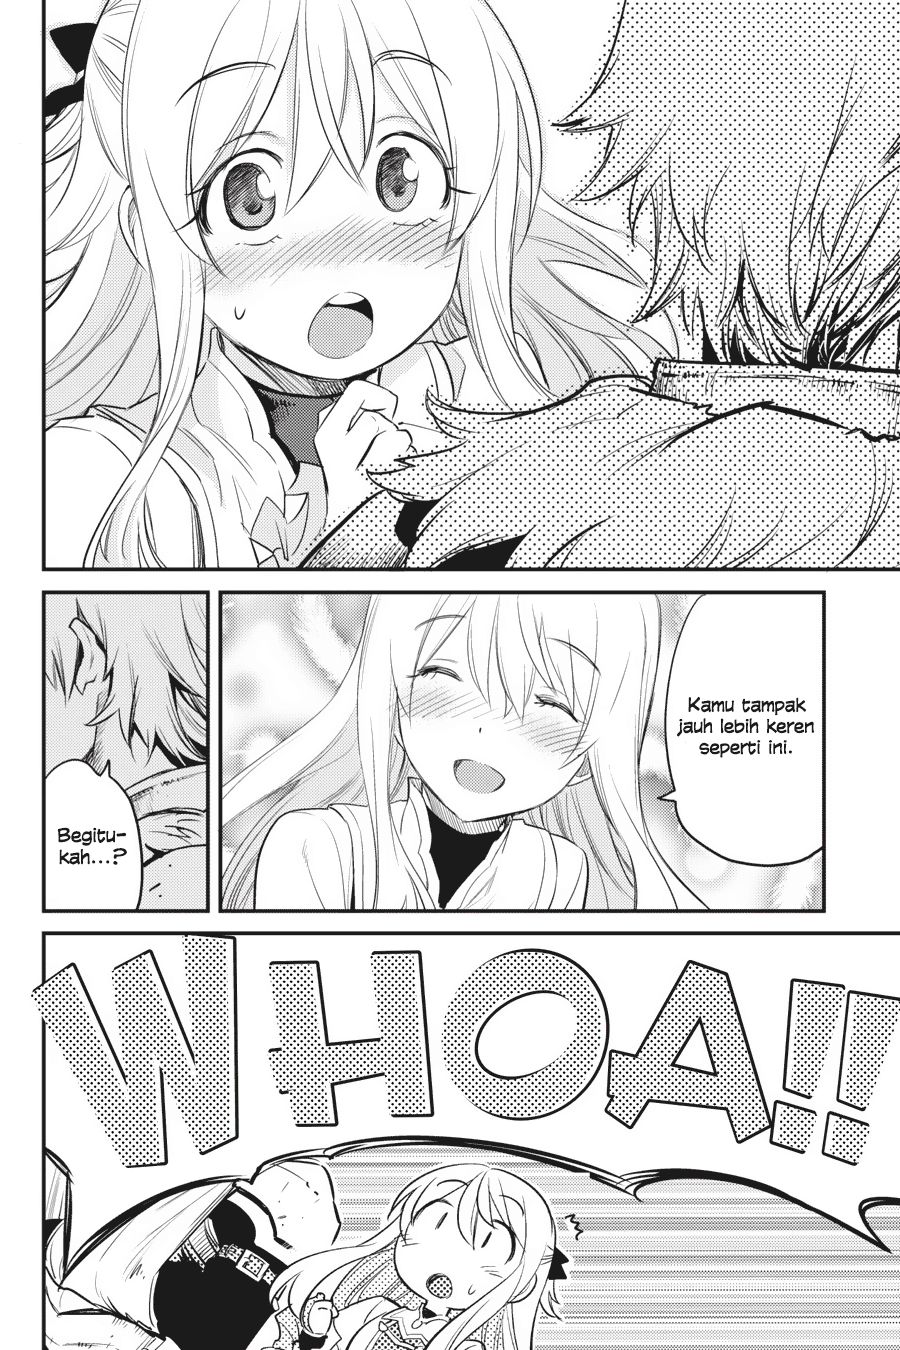 Kamu tampak
jauh lebih keren
seperti ini.
Begitu-
kah...?
WHOA!!